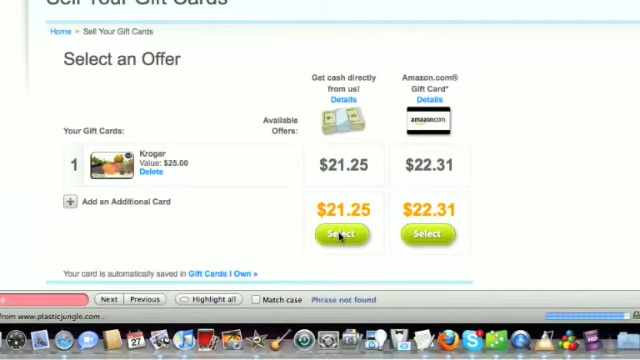 Sell Your Gift Cards
Home » Sell Your Gift Cards
Select an Offer
Get cash directly
from us!
Details
Amazon.com®
Gift Card*
Details
Your Gift Cards:
Available
Offers:
amazon.com
1
Kroger
Value: $25.00
Delete
$21.25
$22.31
+ Add an Additional Card
$21.25
$22.31
Select
Select
Your card is automatically saved in Gift Cards I Own »
Next
Previous
Highlight all
Match case
Phrase not found
from www.plasticjungle.com...
27